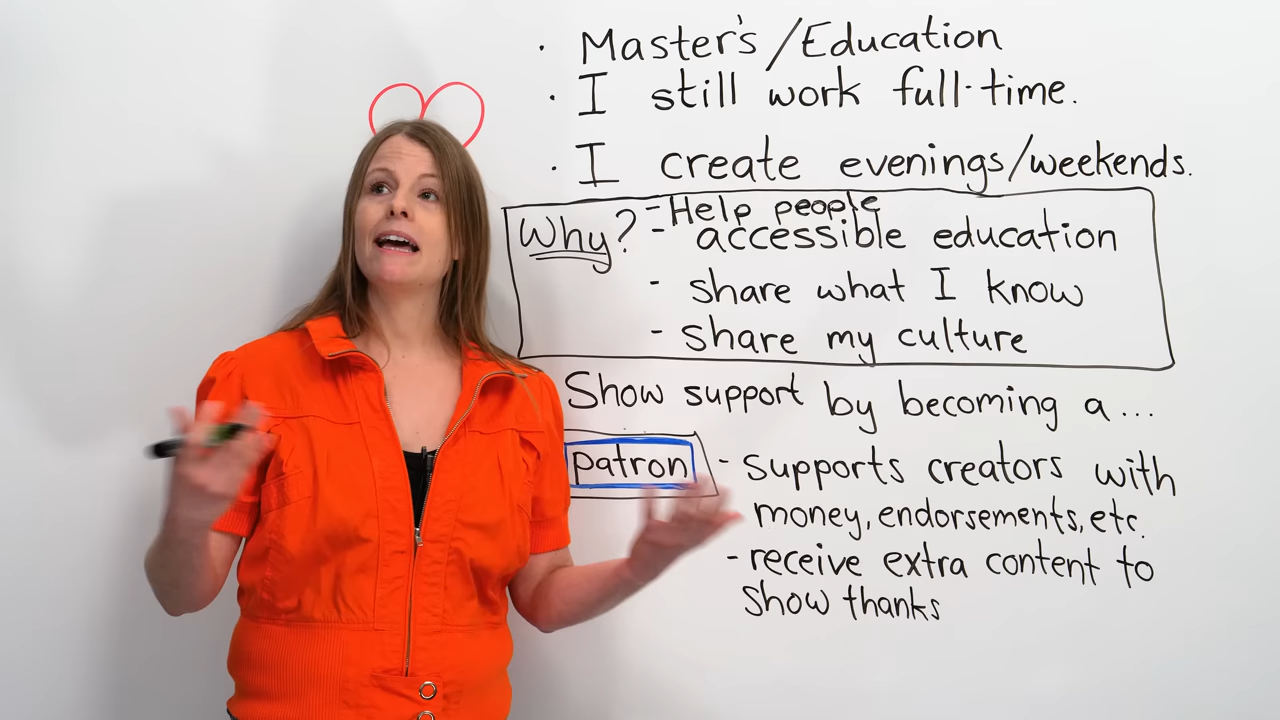 · Master's/Education
· I still work full-time.
· I create evenings/weekends.
Why? - Help people
- accessible education
- share what I know
- share my culture
Show support by becoming a...
patron - supports creators with
money, endorsements, etc.
- receive extra content to
show thanks